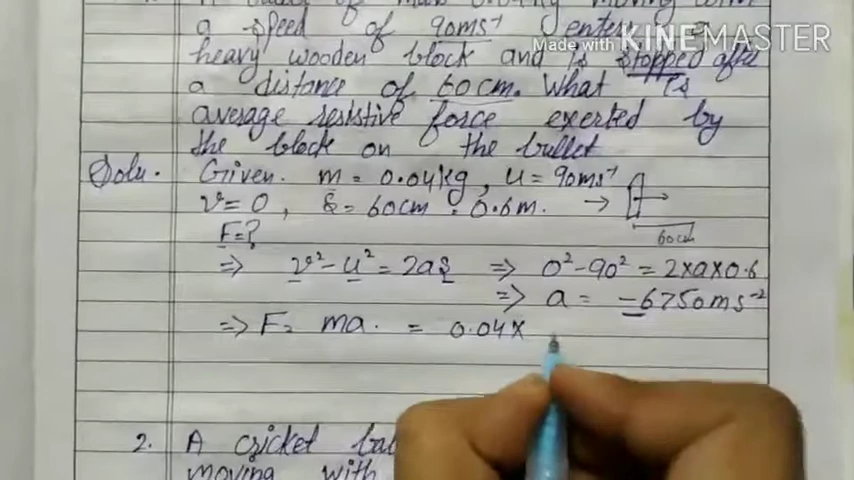 a speed of 90ms⁻¹ enters a
Made with KINEMASTER
heavy wooden block and is stopped after
a distance of 60 cm. What is
average resistive force exerted by
the block on the bullet
Solu. Given. m = 0.04kg, u = 90ms⁻¹
v = 0, s = 60cm = 0.6m. →
60cm
F = ?
⇒ v² - u² = 2as ⇒ 0² - 90² = 2×a×0.6
⇒ a = -6750ms⁻²
⇒ F = ma. = 0.04×
2. A cricket
moving with